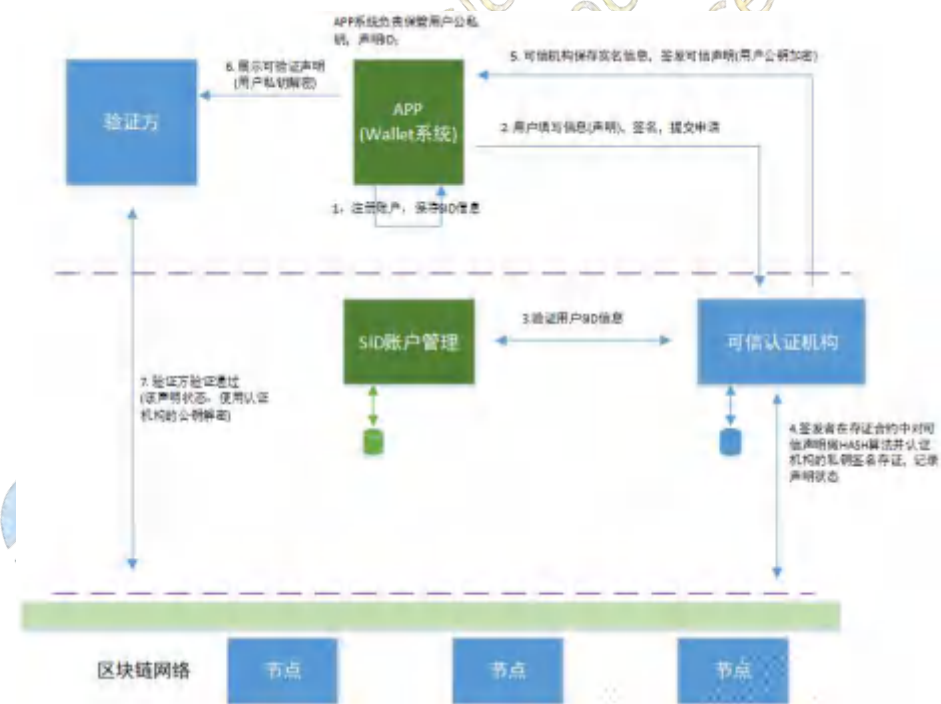 APP系统负责保管用户公私
钥，声明ID；
5. 可信机构保存实名信息，签发可信声明(用户公钥加密)
6. 展示可验证声明
(用户私钥解密)
验证方
APP
(Wallet系统)
2 用户填写信息(声明)、签名，提交申请
1，注册账户，保存SID信息
SID账户管理
3.验证用户SID信息
可信认证机构
7. 验证方验证通过
(该声明状态，使用认证
机构的公钥解密)
4.签发者在存证合约中对可
信声明做HASH算法并认证
机构的私钥签名存证，记录
声明状态
区块链网络
节点
节点
节点